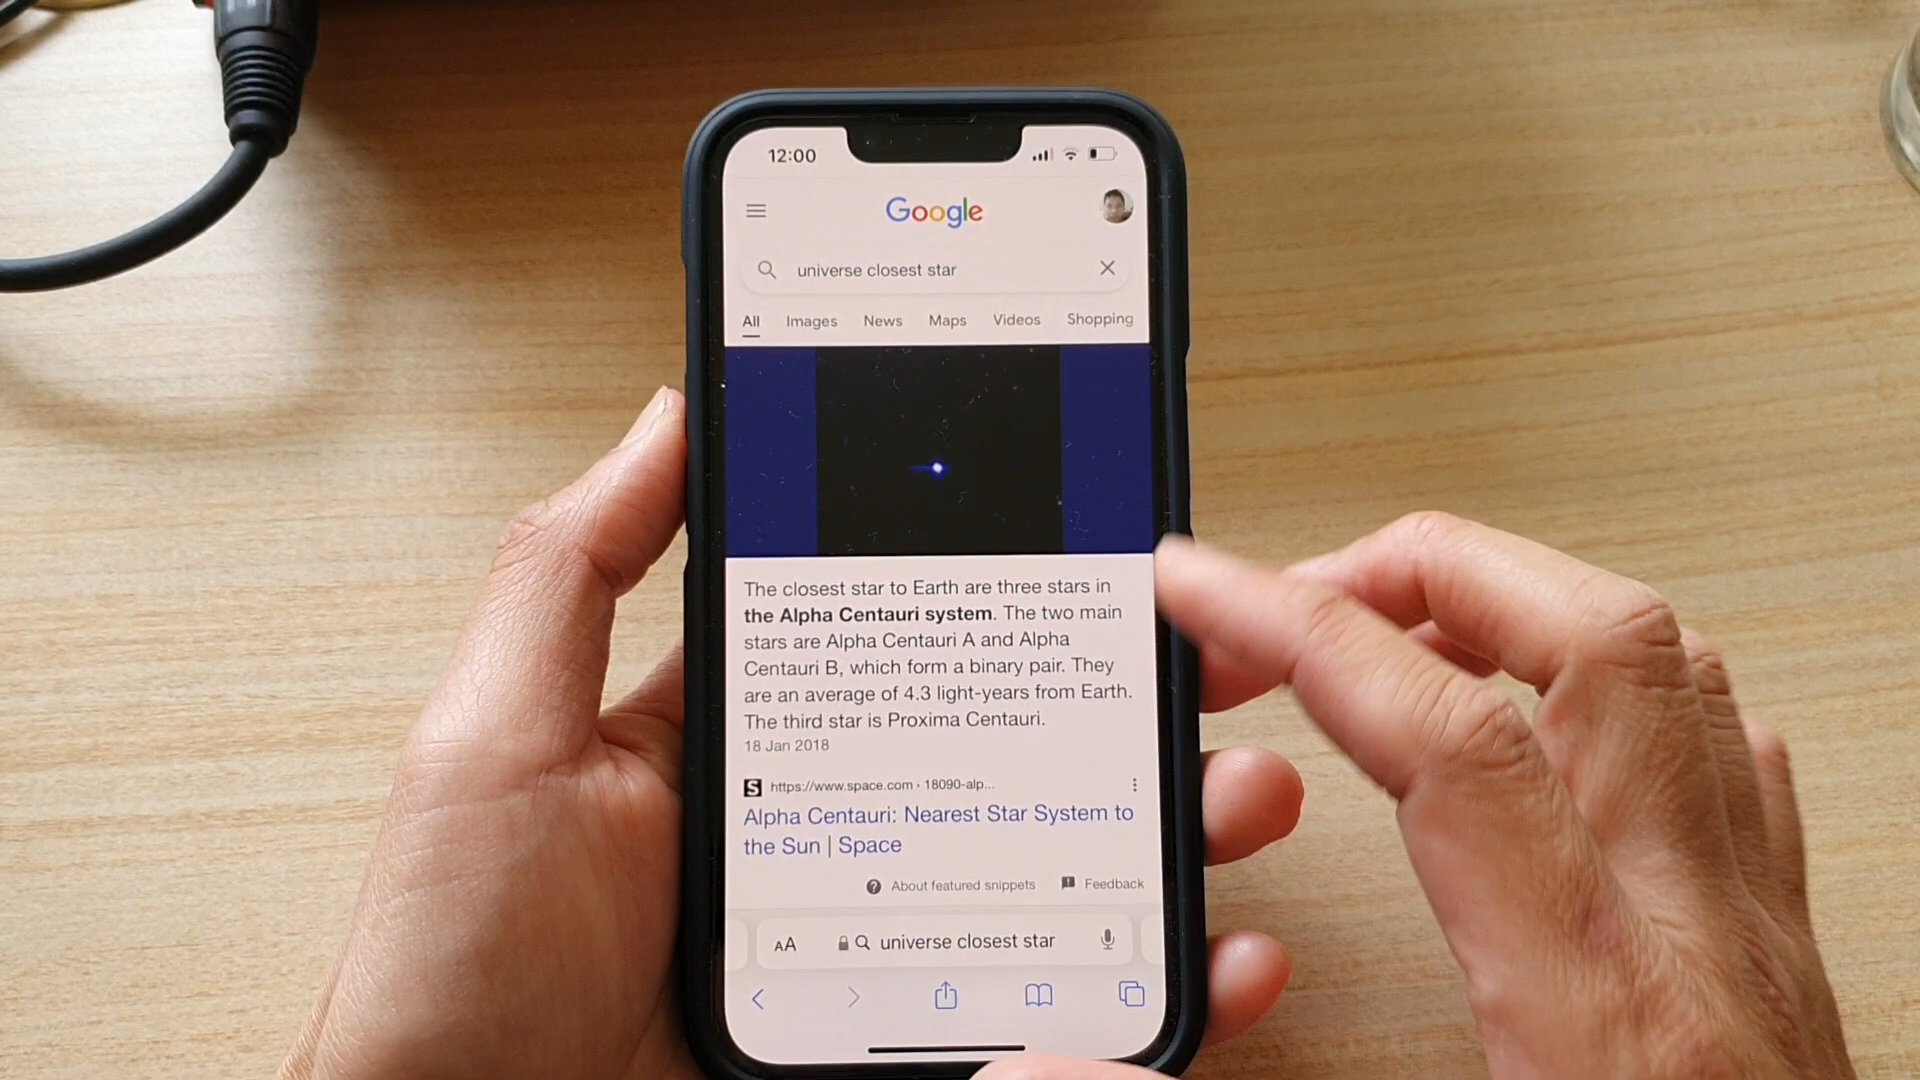 12:00
Google
universe closest star
All Images News Maps Videos Shopping
The closest star to Earth are three stars in
the Alpha Centauri system. The two main
stars are Alpha Centauri A and Alpha
Centauri B, which form a binary pair. They
are an average of 4.3 light-years from Earth.
The third star is Proxima Centauri.
18 Jan 2018
S https://www.space.com › 18090-alp...
Alpha Centauri: Nearest Star System to
the Sun | Space
About featured snippets Feedback
AA universe closest star